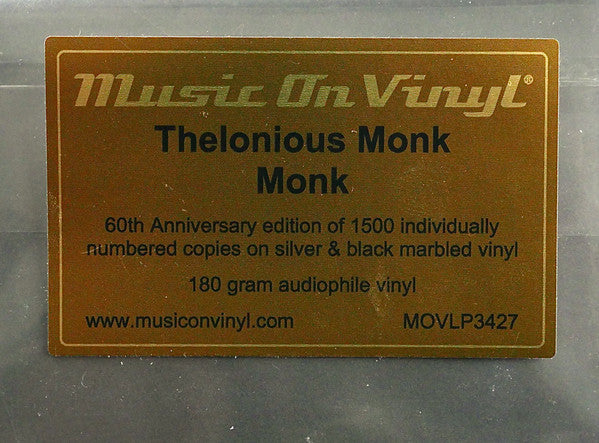 Music On Vinyl®
Thelonious Monk
Monk
60th Anniversary edition of 1500 individually
numbered copies on silver & black marbled vinyl
180 gram audiophile vinyl
www.musiconvinyl.com MOVLP3427